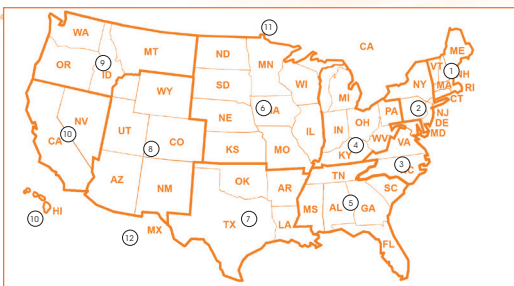 11
WA
MT
ND
MN
CA
ME
VT
NH
1
OR
9
ID
SD
WI
MI
NY
MA
RI
CT
WY
6
IA
PA
2
NJ
DE
MD
NV
10
CA
UT
CO
8
NE
KS
IL
IN
OH
4
WV
VA
MO
KY
3
AZ
NM
OK
AR
TN
SC
10
HI
12
MX
TX
7
LA
MS
AL
5
GA
FL